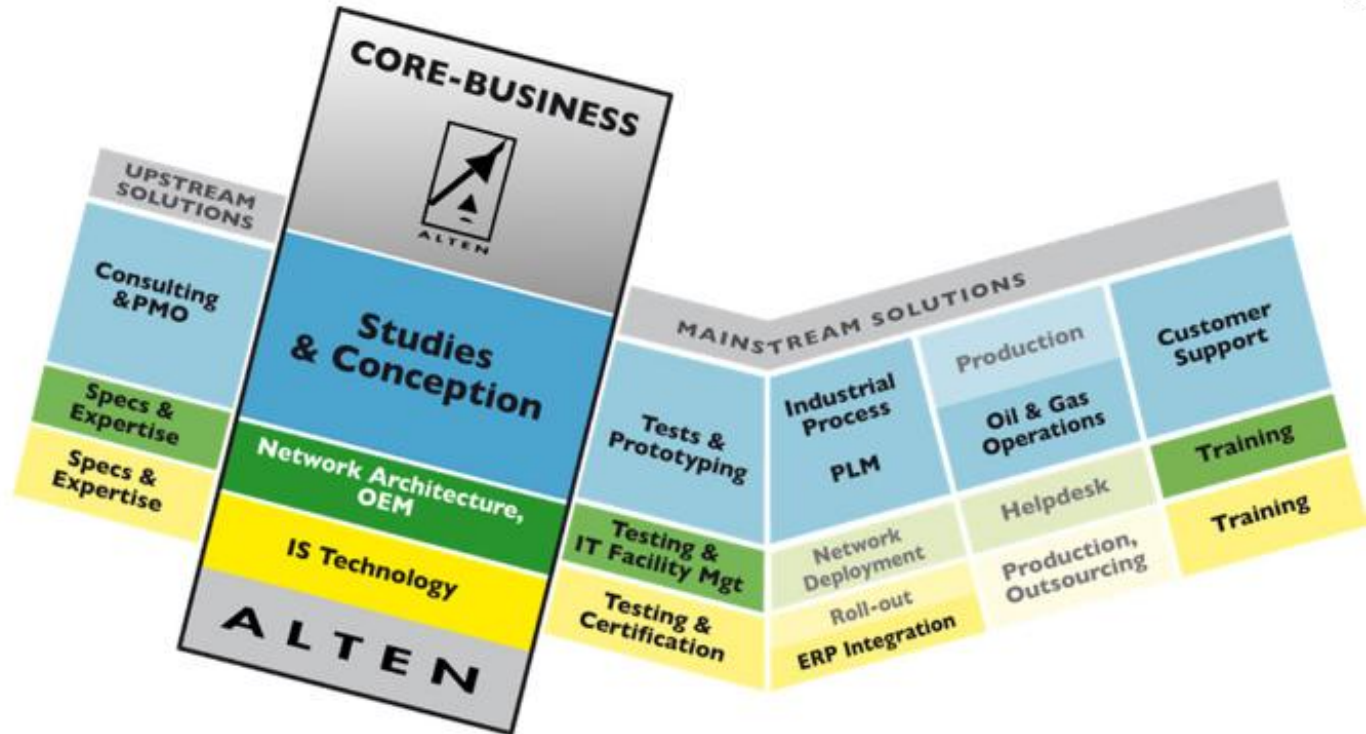 CORE-BUSINESS
ALTEN
UPSTREAM
SOLUTIONS
Consulting
&PMO
Specs &
Expertise
Specs &
Expertise
Studies
& Conception
Network Architecture,
OEM
IS Technology
ALTEN
MAINSTREAM SOLUTIONS
Tests &
Prototyping
Testing &
IT Facility Mgt
Testing &
Certification
Industrial
Process
PLM
Network
Deployment
Roll-out
ERP Integration
Production
Oil & Gas
Operations
Helpdesk
Production,
Outsourcing
Customer
Support
Training
Training